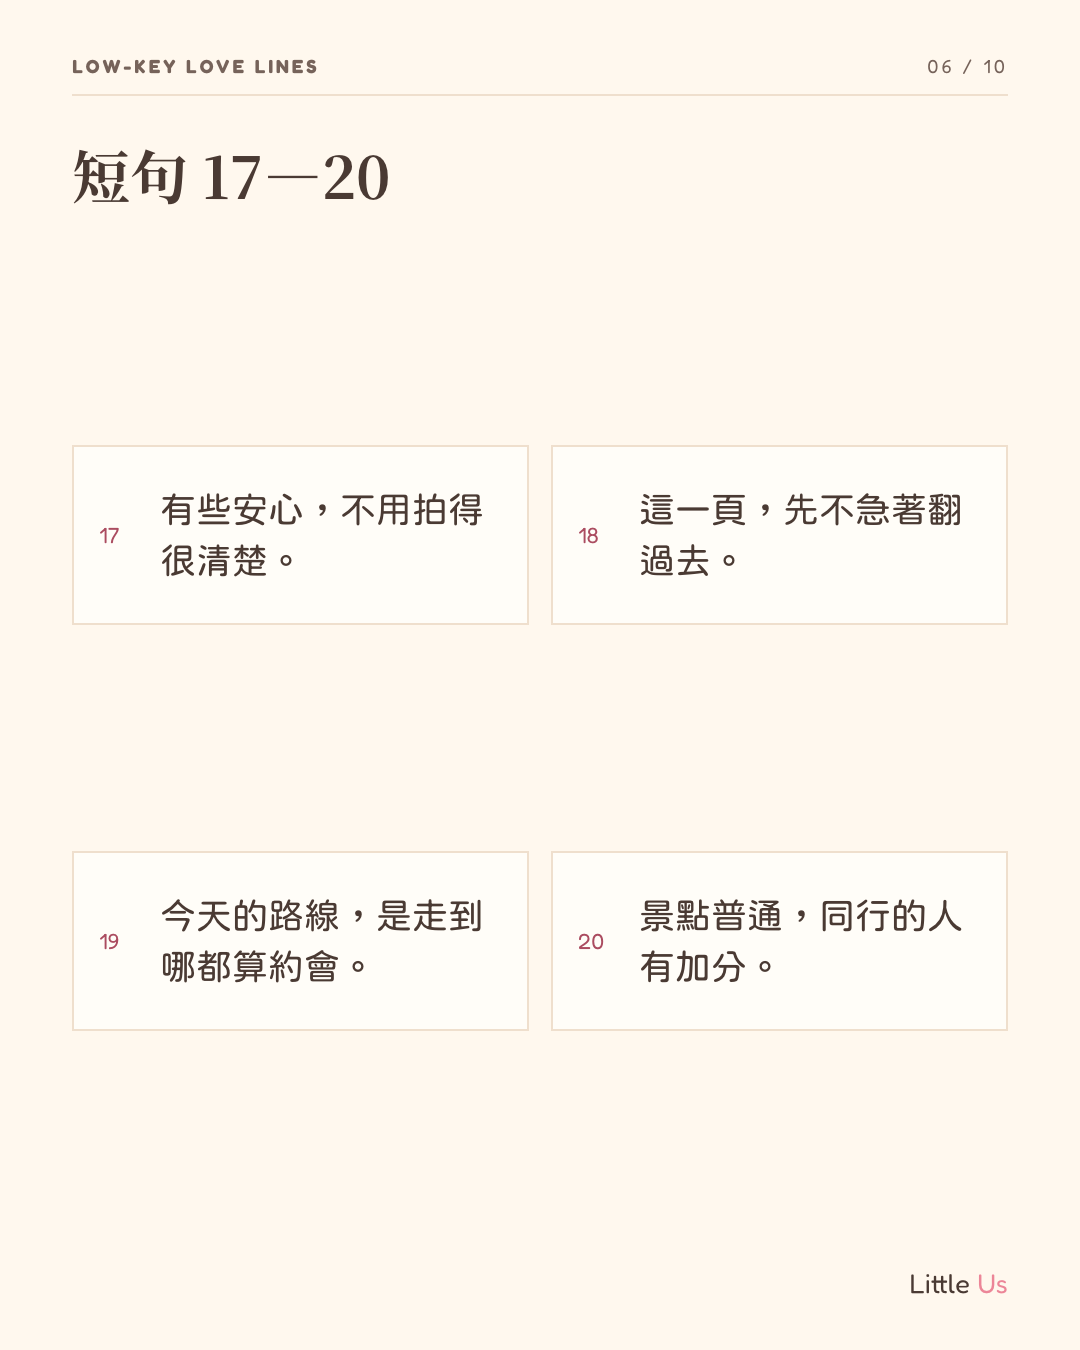 LOW-KEY LOVE LINES
06 / 10
短句 17—20
17
有些安心，不用拍得
很清楚。
18
這一頁，先不急著翻
過去。
19
今天的路線，是走到
哪都算約會。
20
景點普通，同行的人
有加分。
Little Us